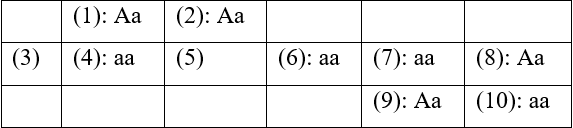 (1): Aa (2): Aa
(3) (4): aa (5) (6): aa (7): aa (8): Aa
(9): Aa (10): aa